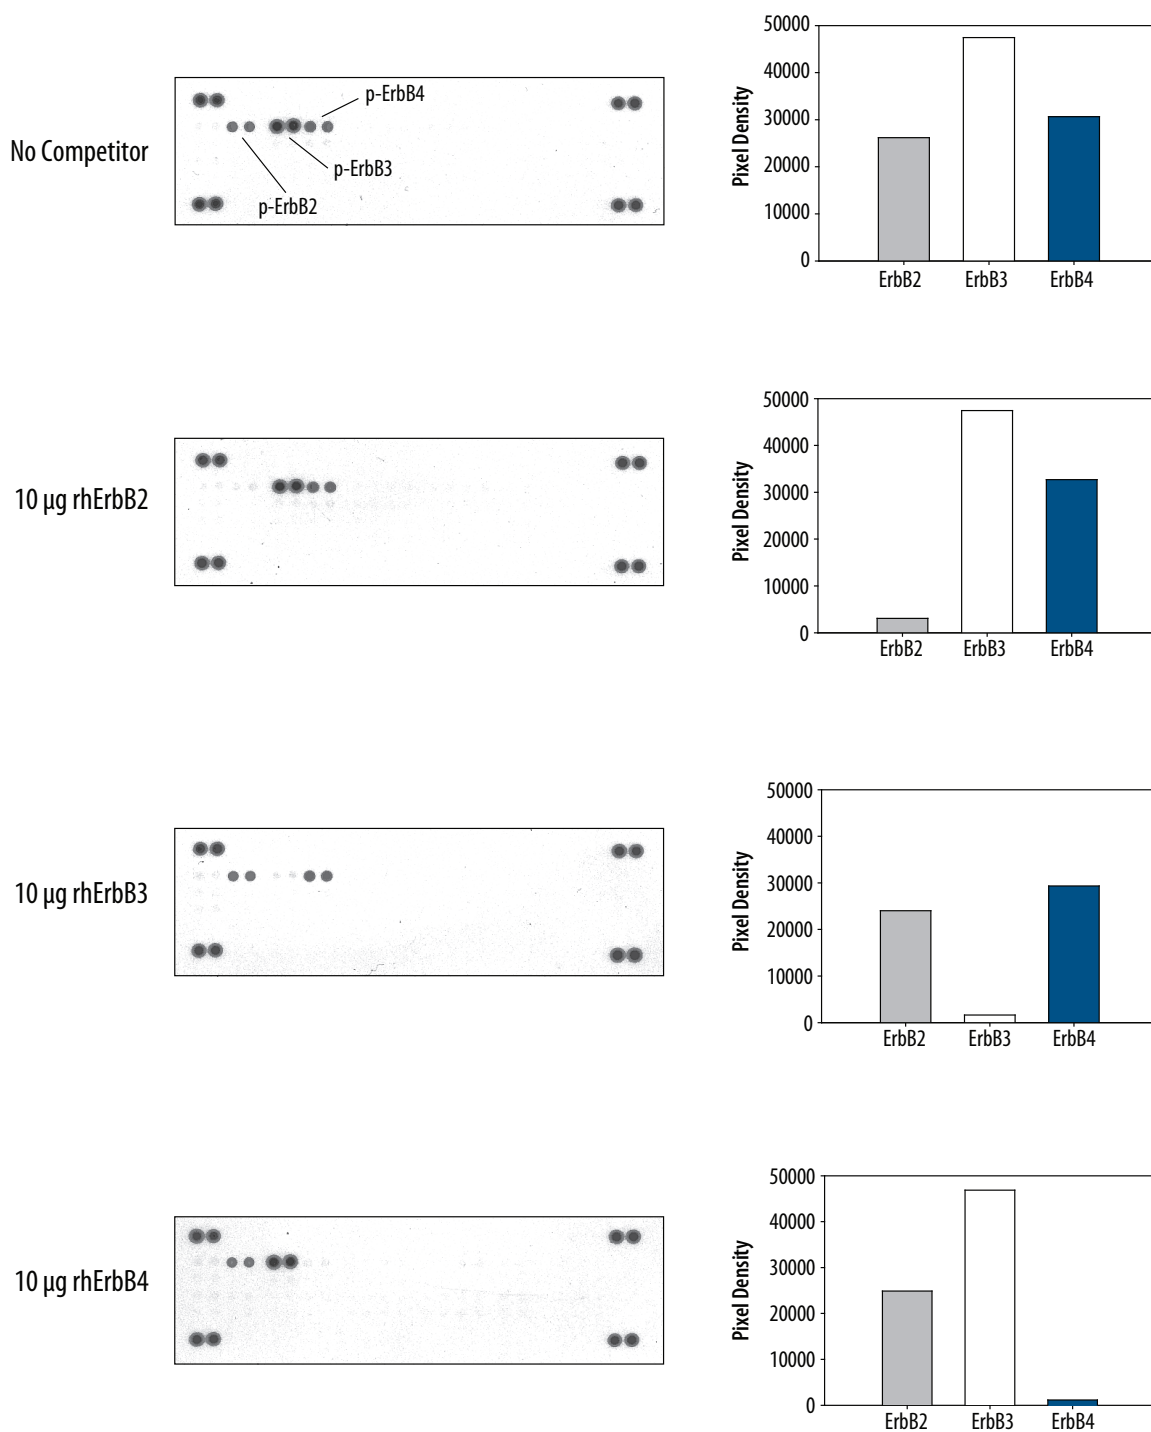 No Competitor
p-ErbB4
p-ErbB3
p-ErbB2
Pixel Density
50000
40000
30000
20000
10000
0
ErbB2 ErbB3 ErbB4
10 µg rhErbB2
Pixel Density
50000
40000
30000
20000
10000
0
ErbB2 ErbB3 ErbB4
10 µg rhErbB3
Pixel Density
50000
40000
30000
20000
10000
0
ErbB2 ErbB3 ErbB4
10 µg rhErbB4
Pixel Density
50000
40000
30000
20000
10000
0
ErbB2 ErbB3 ErbB4